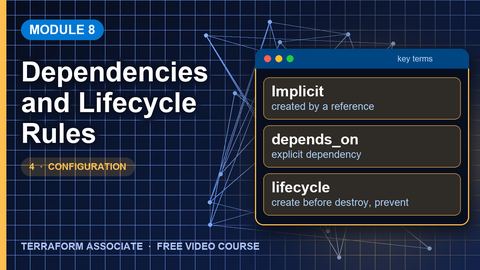 MODULE 8
Dependencies
and Lifecycle
Rules
4 · CONFIGURATION
key terms
Implicit
created by a reference
depends_on
explicit dependency
lifecycle
create before destroy, prevent
TERRAFORM ASSOCIATE · FREE VIDEO COURSE